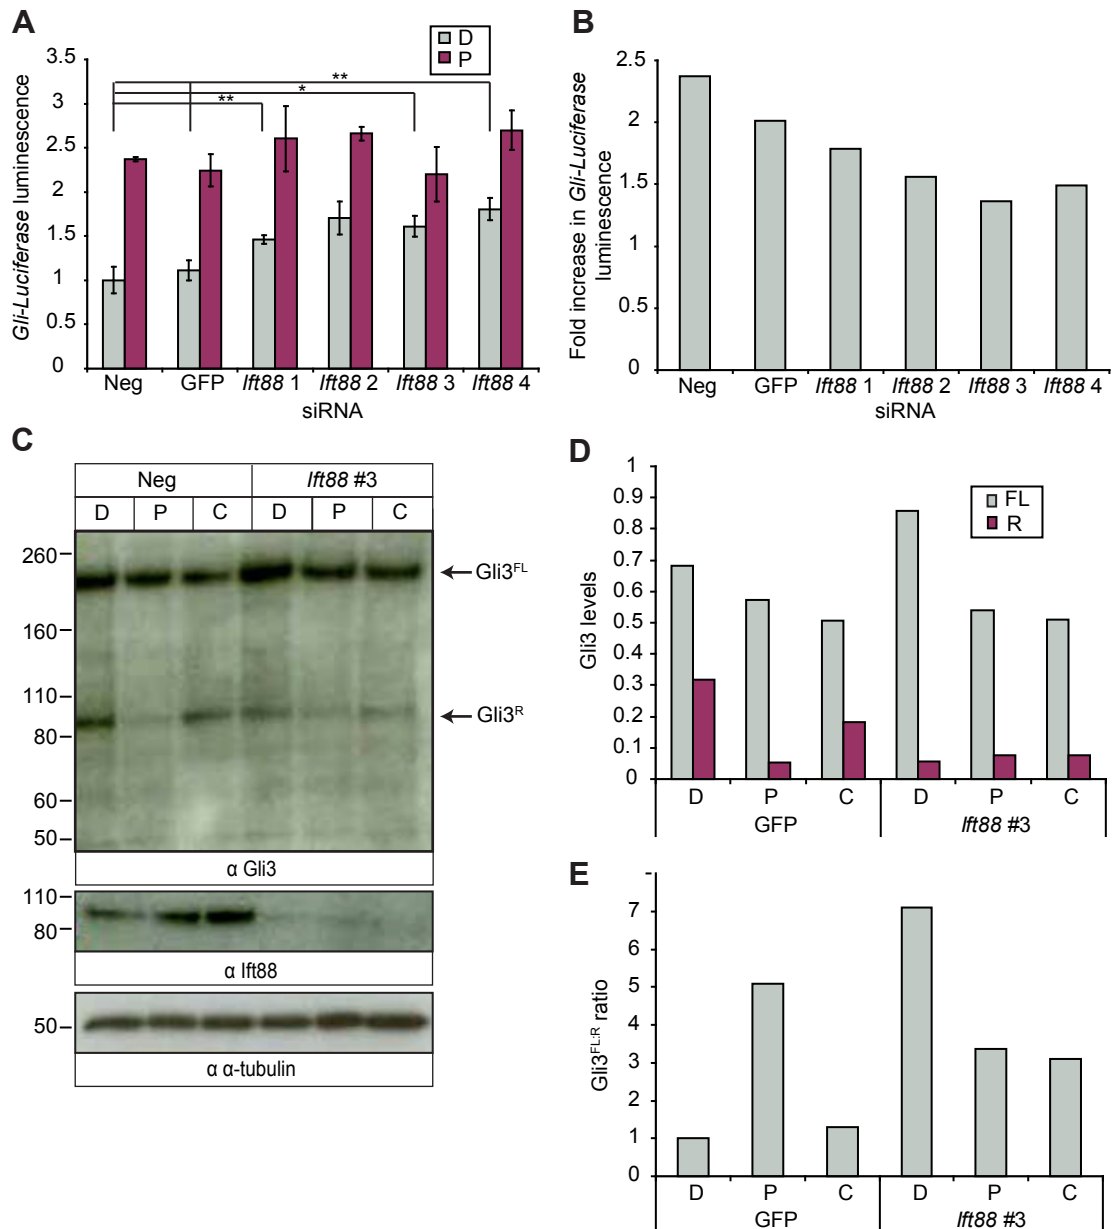 A
D
P
Gli-Luciferase luminescence
3.5
3
2.5
2
1.5
1
0.5
0
**
*
**
Neg GFP Ift88 1 Ift88 2 Ift88 3 Ift88 4
siRNA
B
Fold increase in Gli-Luciferase
luminescence
2.5
2
1.5
1
0.5
0
Neg GFP Ift88 1 Ift88 2 Ift88 3 Ift88 4
siRNA
C
Neg Ift88 #3
D P C D P C
260
160
110
80
60
50
Gli3FL
Gli3R
α Gli3
110
80
α Ift88
50
α α-tubulin
D
FL
R
Gli3 levels
1
0.9
0.8
0.7
0.6
0.5
0.4
0.3
0.2
0.1
0
D P C D P C
GFP Ift88 #3
E
Gli3FL:R ratio
7
6
5
4
3
2
1
0
D P C D P C
GFP Ift88 #3